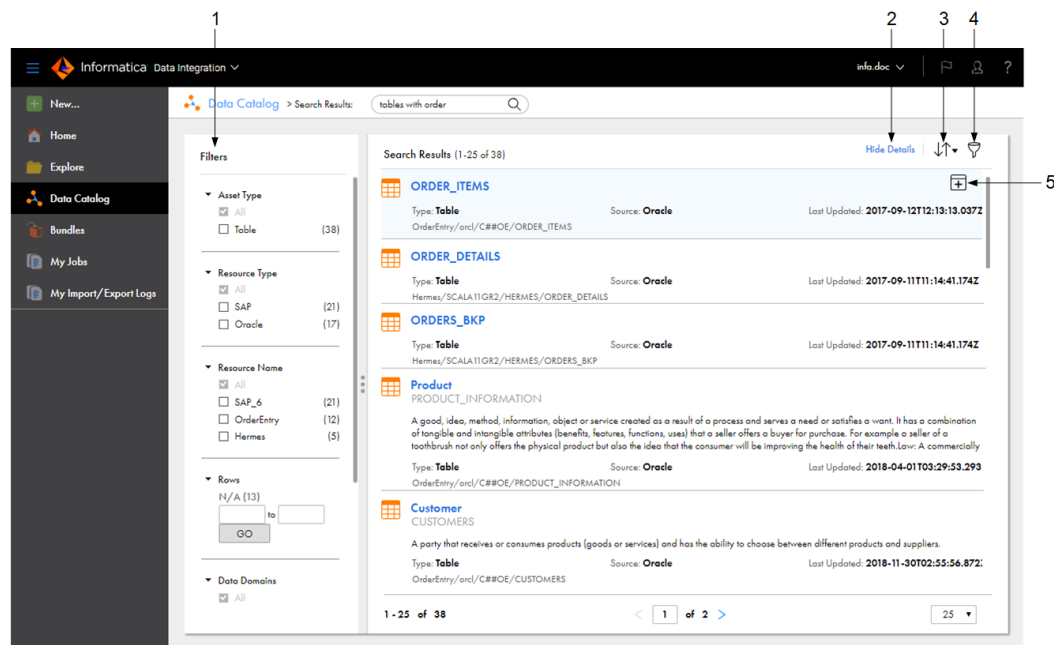 1
2
3
4
Informatica Data Integration
infa.doc
?
New...
Data Catalog > Search Results:
tables with order
Home
Explore
Data Catalog
Bundles
My Jobs
My Import/Export Logs
Filters
Asset Type
All
Table (38)
Resource Type
All
SAP (21)
Oracle (17)
Resource Name
All
SAP_6 (21)
OrderEntry (12)
Hermes (5)
Rows
N/A (13)
to
GO
Data Domains
All
Search Results (1-25 of 38)
Hide Details
5
ORDER_ITEMS
Type: Table Source: Oracle Last Updated: 2017-09-12T12:13:13.037Z
OrderEntry/orcl/C##OE/ORDER_ITEMS
ORDER_DETAILS
Type: Table Source: Oracle Last Updated: 2017-09-11T11:14:41.174Z
Hermes/SCALA11GR2/HERMES/ORDER_DETAILS
ORDERS_BKP
Type: Table Source: Oracle Last Updated: 2017-09-11T11:14:41.174Z
Hermes/SCALA11GR2/HERMES/ORDERS_BKP
Product
PRODUCT_INFORMATION
A good, idea, method, information, object or service created as a result of a process and serves a need or satisfies a want. It has a combination
of tangible and intangible attributes (benefits, features, functions, uses) that a seller offers a buyer for purchase. For example a seller of a
toothbrush not only offers the physical product but also the idea that the consumer will be improving the health of their teeth.Law: A commercially
Type: Table Source: Oracle Last Updated: 2018-04-01T03:29:53.293
OrderEntry/orcl/C##OE/PRODUCT_INFORMATION
Customer
CUSTOMERS
A party that receives or consumes products (goods or services) and has the ability to choose between different products and suppliers.
Type: Table Source: Oracle Last Updated: 2018-11-30T02:55:56.872
OrderEntry/orcl/C##OE/CUSTOMERS
1 - 25 of 38
< 1 of 2 >
25